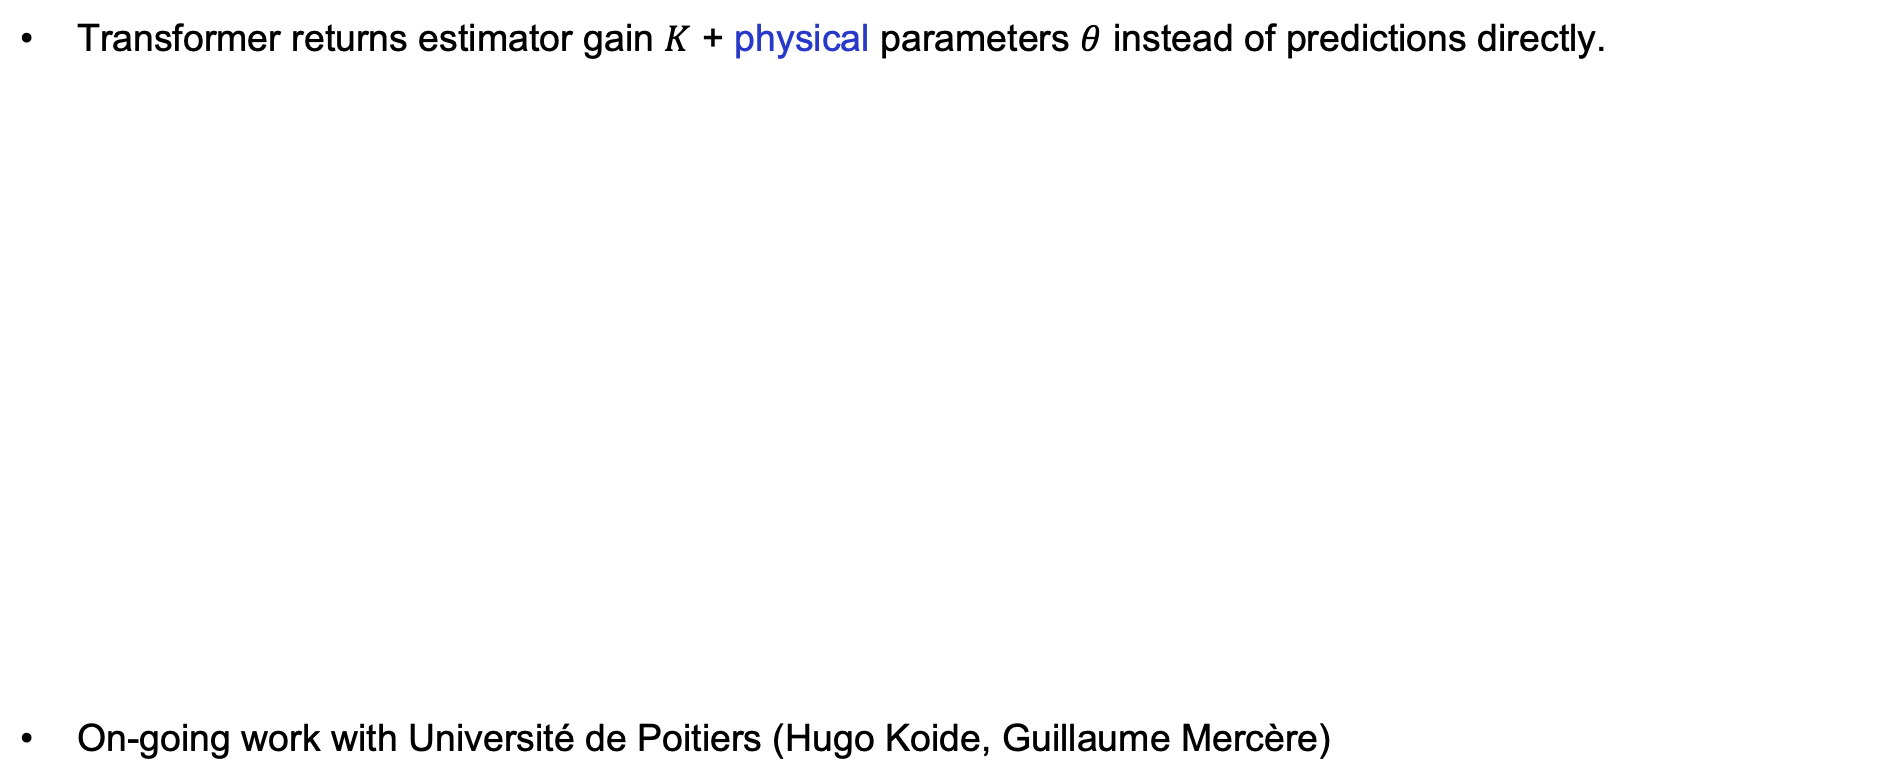 • Transformer returns estimator gain K + physical parameters θ instead of predictions directly.
• On-going work with Université de Poitiers (Hugo Koide, Guillaume Mercère)